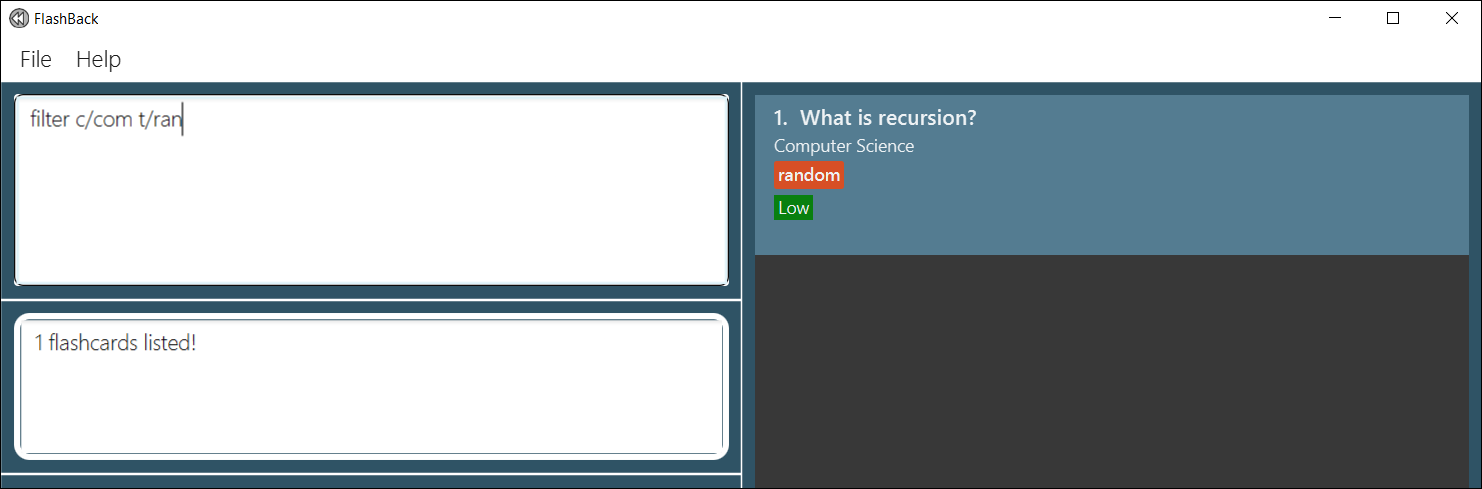 FlashBack
File Help
filter c/com t/ran
1 flashcards listed!
1. What is recursion?
Computer Science
random
Low